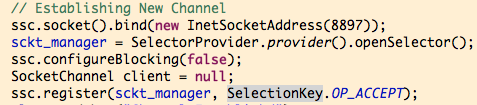 // Establishing New Channel
ssc.socket().bind(new InetSocketAddress(8897));
sckt_manager = SelectorProvider.provider().openSelector();
ssc.configureBlocking(false);
SocketChannel client = null;
ssc.register(sckt_manager, SelectionKey.OP_ACCEPT);